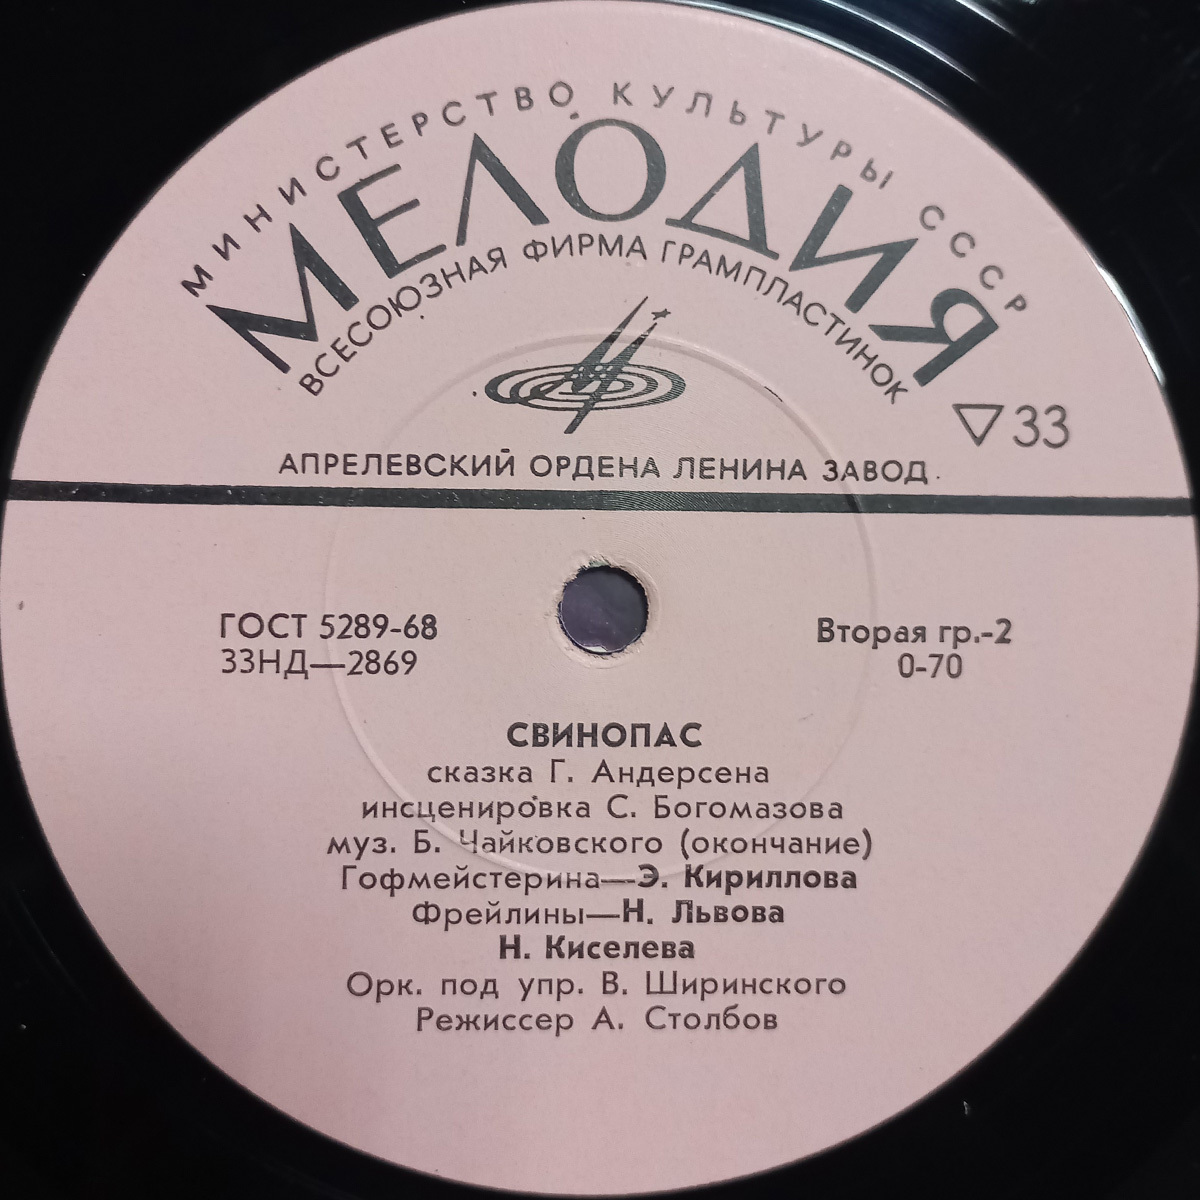 МИНИСТЕРСТВО КУЛЬТУРЫ СССР
МЕЛОДИЯ
ВСЕСОЮЗНАЯ ФИРМА ГРАМПЛАСТИНОК
33
АПРЕЛЕВСКИЙ ОРДЕНА ЛЕНИНА ЗАВОД
ГОСТ 5289-68
33НД—2869
Вторая гр.-2
0-70
СВИНОПАС
сказка Г. Андерсена
инсценировка С. Богомазова
муз. Б. Чайковского (окончание)
Гофмейстерина—Э. Кириллова
Фрейлины—Н. Львова
Н. Киселева
Орк. под упр. В. Ширинского
Режиссер А. Столбов